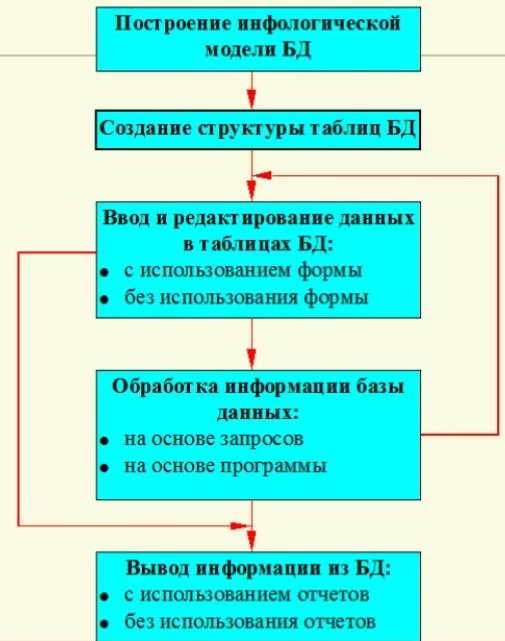 Построение инфологической
модели БД
Создание структуры таблиц БД
Ввод и редактирование данных
в таблицах БД:
● с использованием формы
● без использования формы
Обработка информации базы
данных:
● на основе запросов
● на основе программы
Вывод информации из БД:
● с использованием отчетов
● без использования отчетов